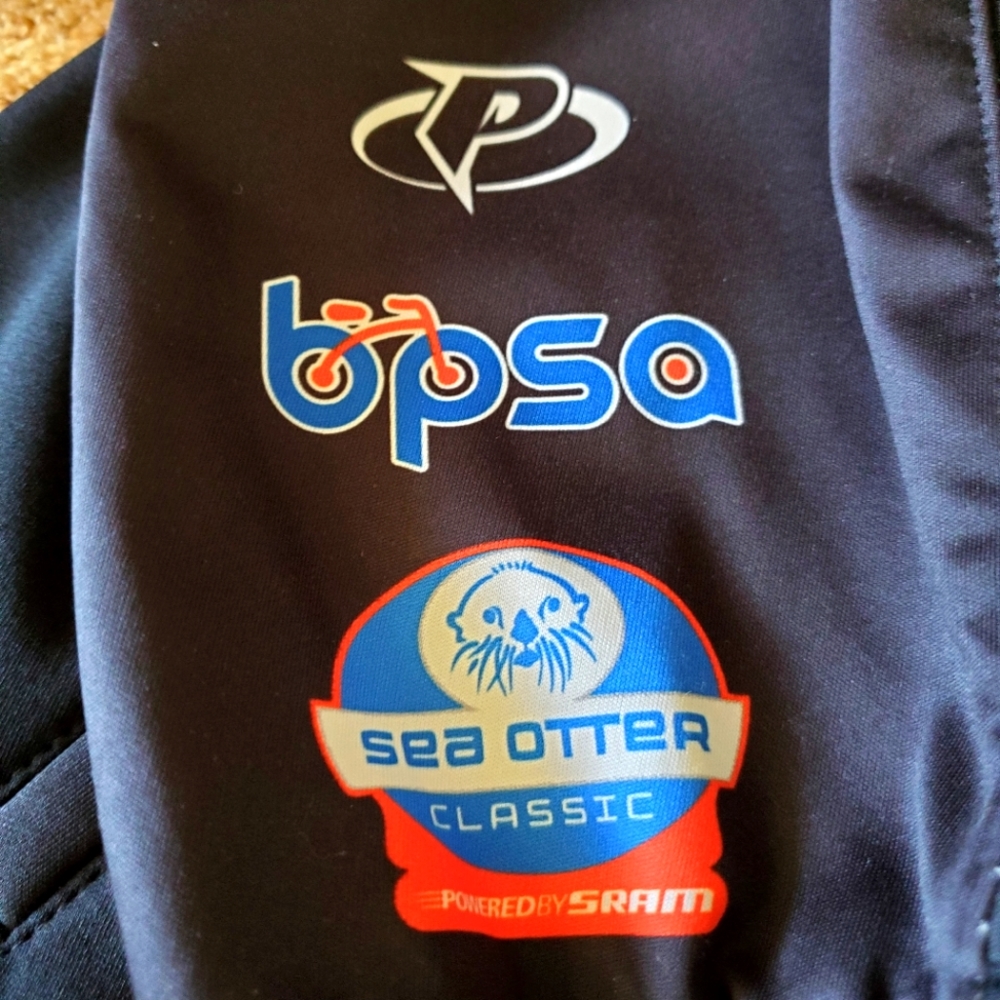 P
bpsa
sea OTTER
CLASSIC
POWERED BY SRAM